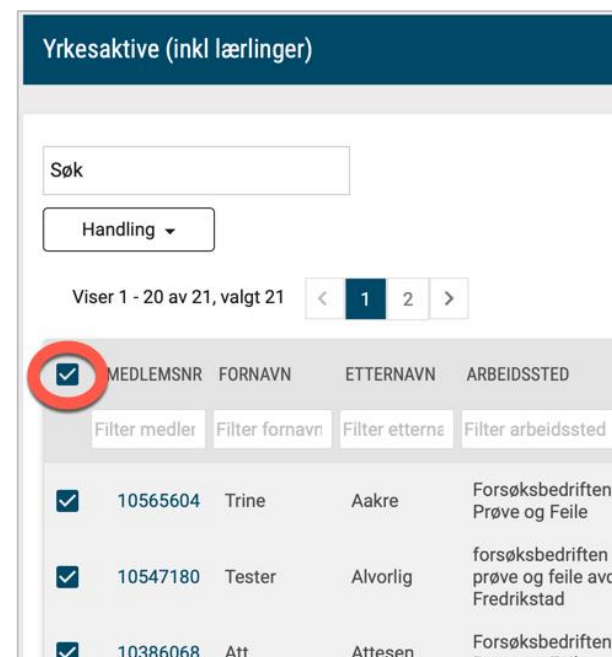 Yrkesaktive (inkl lærlinger)
Søk
Handling
Viser 1 - 20 av 21, valgt 21 < 1 2 >
MEDLEMSNR FORNAVN ETTERNAVN ARBEIDSSTED
Filter medler Filter fornavn Filter etterna Filter arbeidssted
10565604 Trine Aakre Forsøksbedriften
Prøve og Feile
10547180 Tester Alvorlig forsøksbedriften
prøve og feile avd
Fredrikstad
10386068 Att Attesen Forsøksbedriften